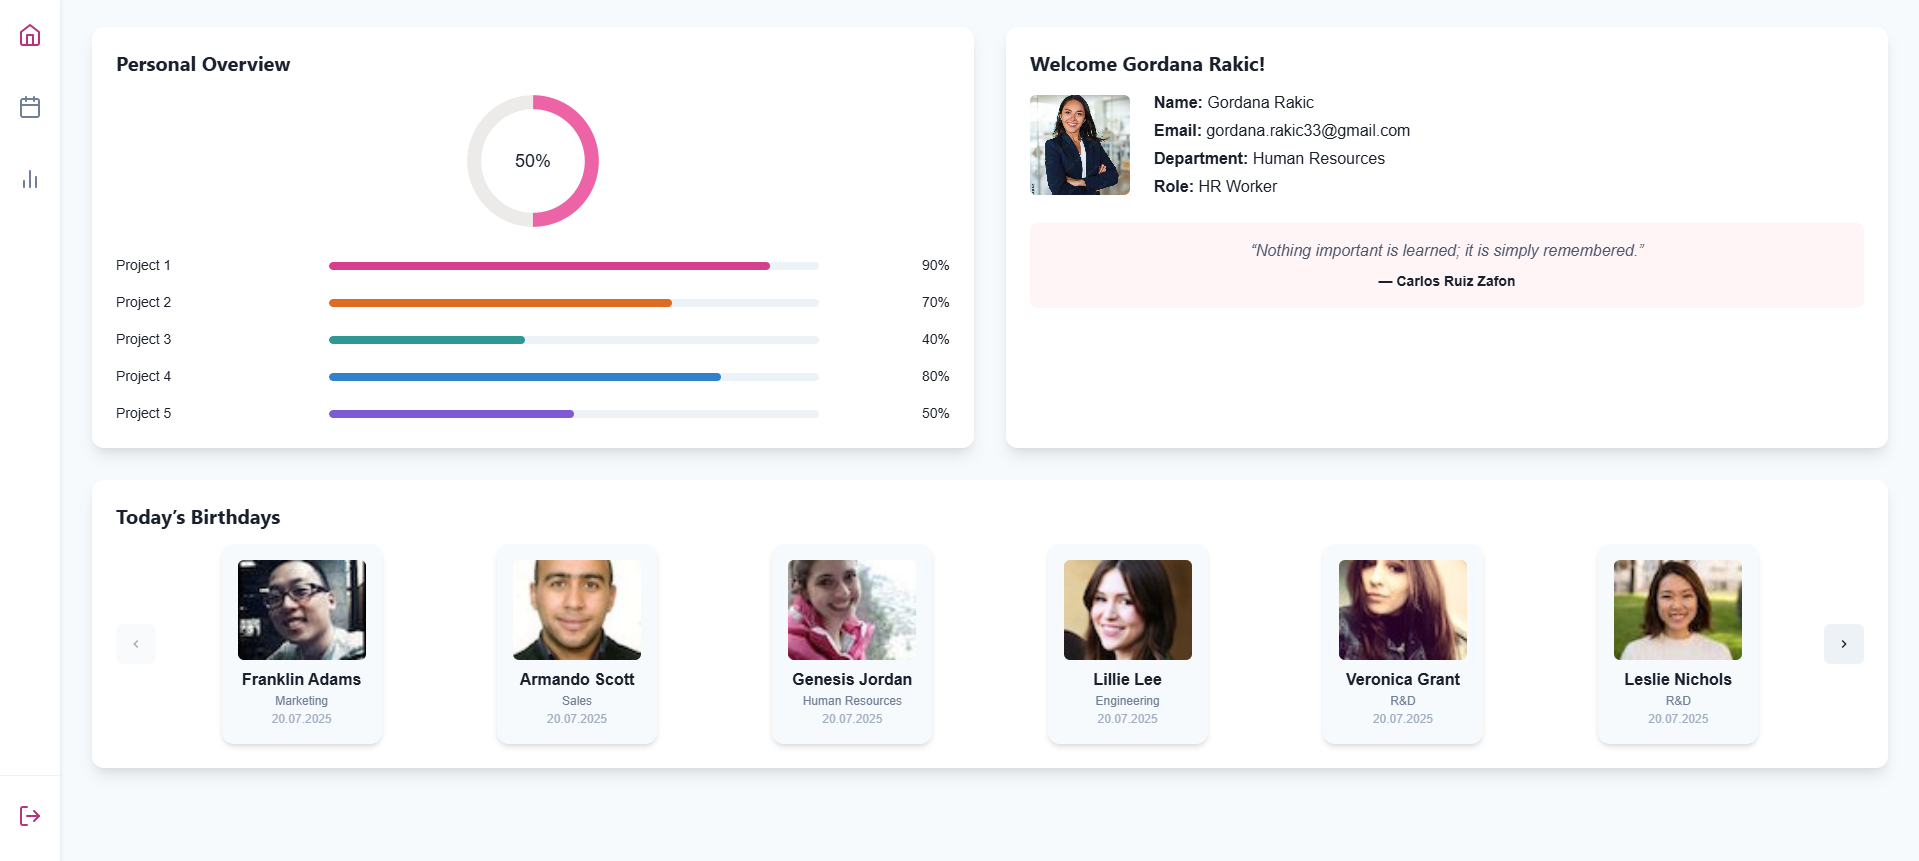 Personal Overview
50%
Project 1 90%
Project 2 70%
Project 3 40%
Project 4 80%
Project 5 50%
Welcome Gordana Rakic!
Name: Gordana Rakic
Email: gordana.rakic33@gmail.com
Department: Human Resources
Role: HR Worker
“Nothing important is learned; it is simply remembered.”
— Carlos Ruiz Zafon
Today’s Birthdays
Franklin Adams
Marketing
20.07.2025
Armando Scott
Sales
20.07.2025
Genesis Jordan
Human Resources
20.07.2025
Lillie Lee
Engineering
20.07.2025
Veronica Grant
R&D
20.07.2025
Leslie Nichols
R&D
20.07.2025